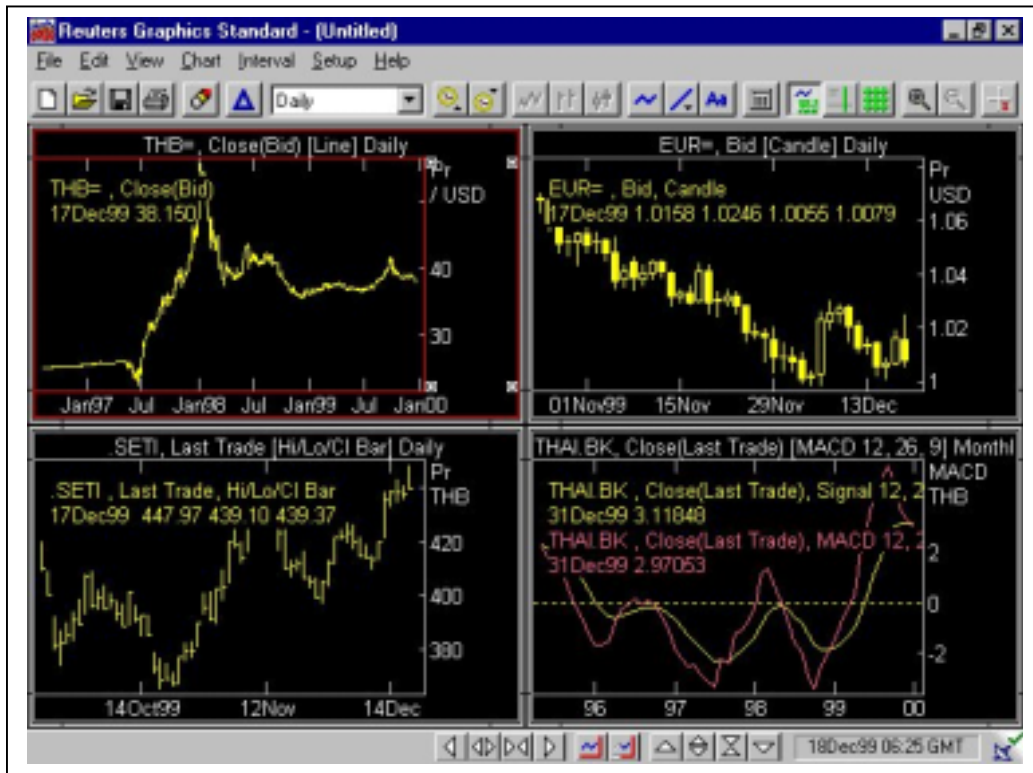 Reuters Graphics Standard - (Untitled)
File Edit View Chart Interval Setup Help
Daily
Aa
THB= , Close(Bid) [Line] Daily
THB= , Close(Bid)
17Dec99 38.150
Pr
/ USD
40
30
Jan97 Jul Jan98 Jul Jan99 Jul Jan00
EUR= , Bid [Candle] Daily
EUR= , Bid, Candle
17Dec99 1.0158 1.0246 1.0055 1.0079
Pr
USD
1.06
1.04
1.02
1
01Nov99 15Nov 29Nov 13Dec
.SETI, Last Trade [Hi/Lo/Cl Bar] Daily
.SETI , Last Trade, Hi/Lo/Cl Bar
17Dec99 447.97 439.10 439.37
Pr
THB
420
400
380
14Oct99 12Nov 14Dec
THAI.BK, Close(Last Trade) [MACD 12, 26, 9] Monthl
THAI.BK , Close(Last Trade), Signal 12, 2
31Dec99 3.11848
THAI.BK , Close(Last Trade), MACD 12, 2
31Dec99 2.97053
MACD
THB
2
0
-2
96 97 98 99 00
18Dec99 06:25 GMT